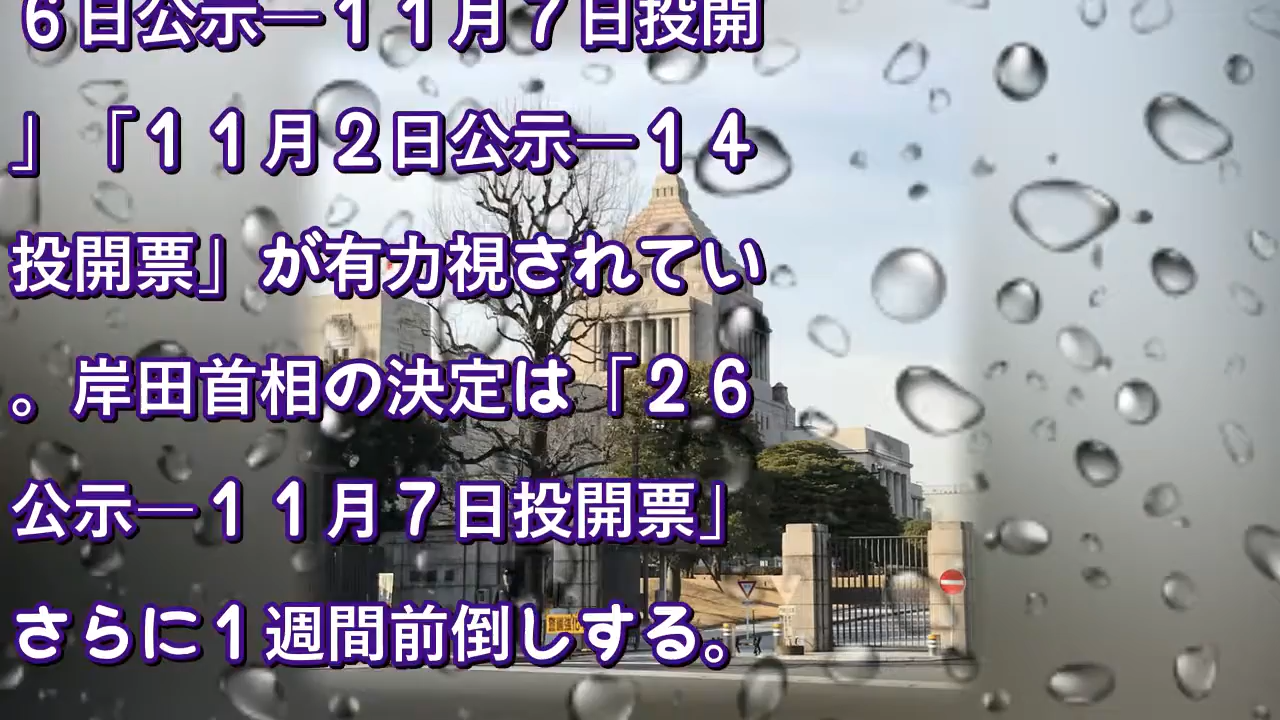 ６日公示―１１月７日投開
」「１１月２日公示―１４
投開票」が有力視されてい
。岸田首相の決定は「２６
公示―１１月７日投開票」
さらに１週間前倒しする。